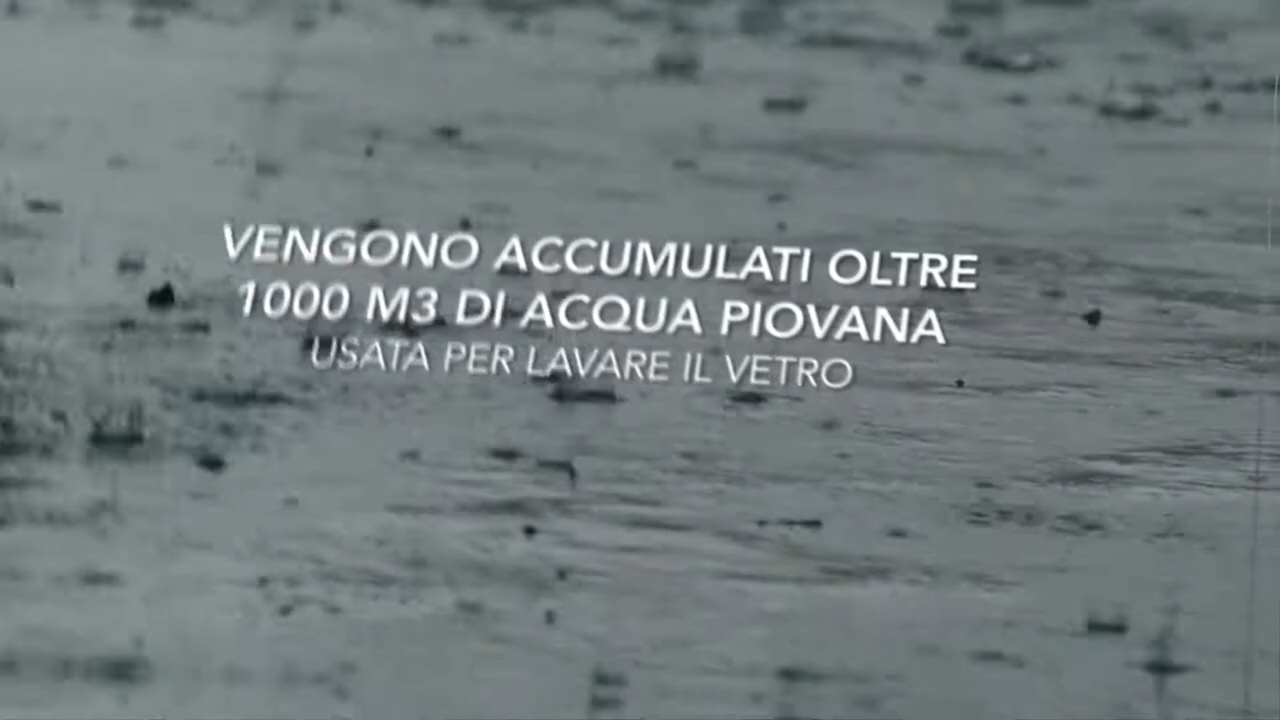 VENGONO ACCUMULATI OLTRE
1000 M3 DI ACQUA PIOVANA
USATA PER LAVARE IL VETRO